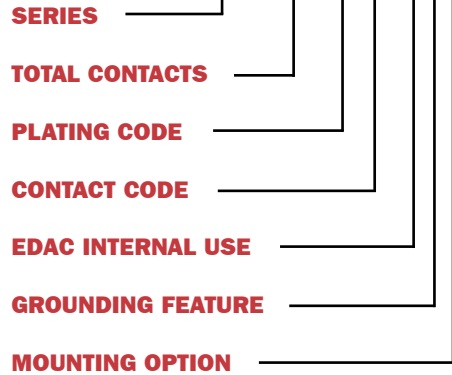 SERIES
TOTAL CONTACTS
PLATING CODE
CONTACT CODE
EDAC INTERNAL USE
GROUNDING FEATURE
MOUNTING OPTION